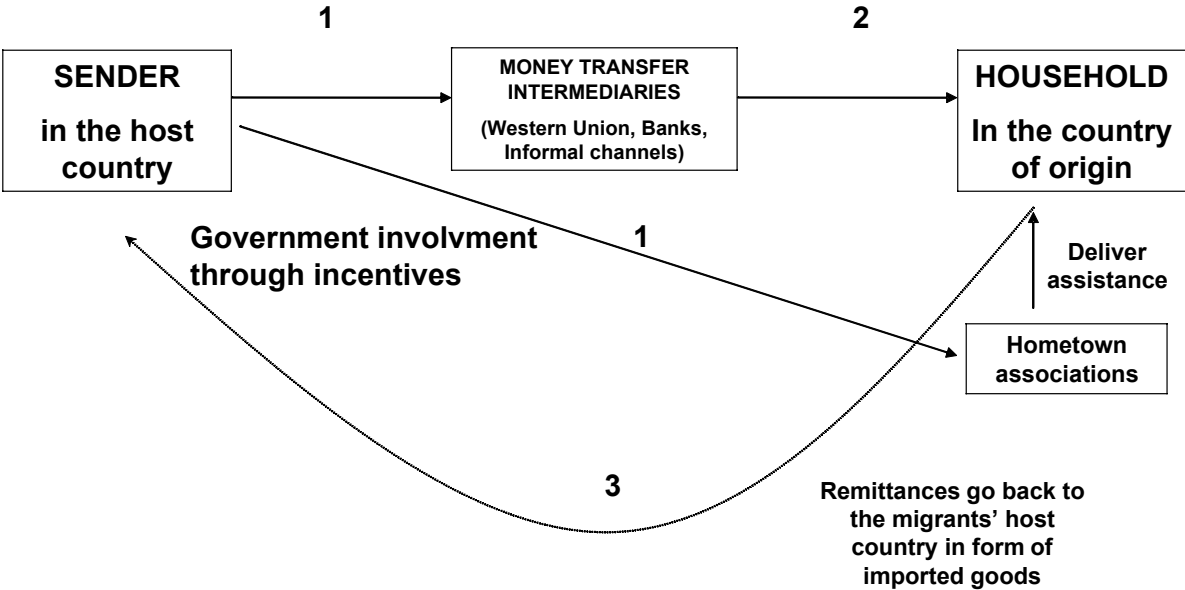 1
2
SENDER
in the host
country
MONEY TRANSFER
INTERMEDIARIES
(Western Union, Banks,
Informal channels)
HOUSEHOLD
In the country
of origin
Government involvment
through incentives
1
Deliver
assistance
Hometown
associations
3
Remittances go back to
the migrants’ host
country in form of
imported goods